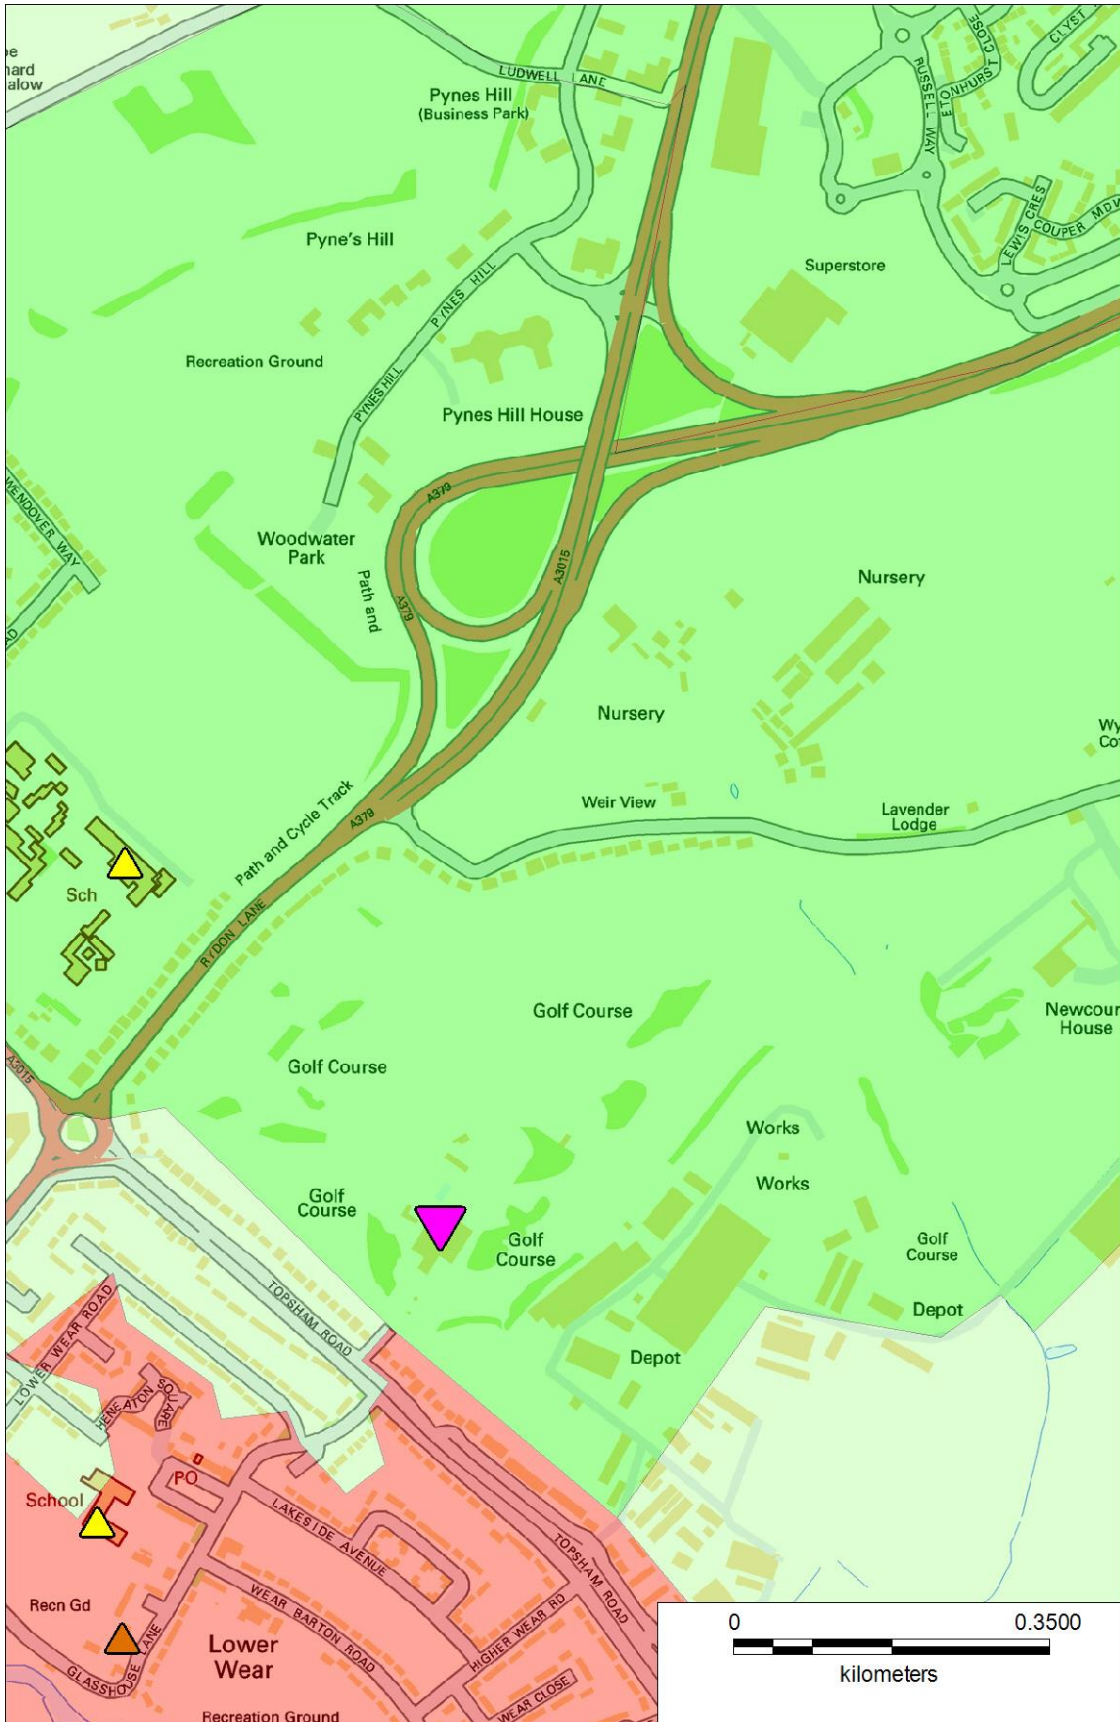 LUDWELL LANE
Pynes Hill
(Business Park)
RUSSELL WAY
ETONHURST CLOSE
CLYST
LEWIS CRES
COUPER MDW
Pyne's Hill
PYNES HILL
Superstore
Recreation Ground
PYNES HILL
Pynes Hill House
A379
WENDOVER WAY
Woodwater
Park
A3015
Path and
A379
Nursery
Nursery
Weir View
Lavender
Lodge
Path and Cycle Track
A379
Sch
RYDON LANE
Golf Course
Newcour
House
Golf Course
A3015
Works
Works
Golf
Course
Golf
Course
Golf
Course
Depot
TOPSHAM ROAD
Depot
LOWER WEAR ROAD
HENEATON SQUARE
PO
School
LAKESIDE AVENUE
TOPSHAM ROAD
Recn Gd
WEAR BARTON ROAD
HIGHER WEAR RD
Lower
Wear
GLASSHOUSE LANE
WEAR CLOSE
Recreation Ground
0 0.3500
kilometers